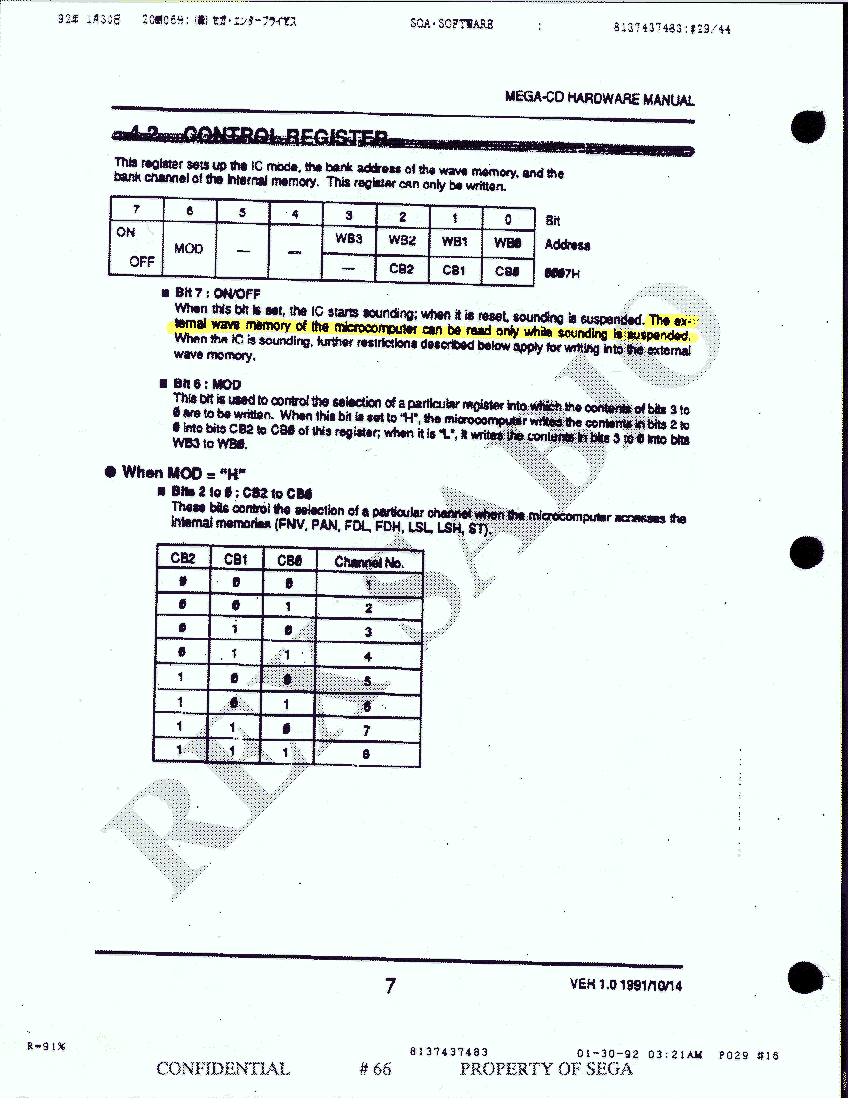 92年 1月30日 20時06分: (株) セガ・エンタープライゼス SOA・SOFTWARE : 8137437483;#29/44
MEGA-CD HARDWARE MANUAL
4-2 CONTROL REGISTER
This register sets up the IC mode, the bank address of the wave memory, and the
bank channel of the internal memory. This register can only be written.
7 6 5 4 3 2 1 0 Bit
ON WB3 WB2 WB1 WB0 Address
MOD — —
OFF — CB2 CB1 CB0 0007H
■ Bit 7 : ON/OFF
When this bit is set, the IC starts sounding; when it is reset, sounding is suspended. The ex-
ternal wave memory of the microcomputer can be read only while sounding is suspended.
When the IC is sounding, further restrictions described below apply for writing into the external
wave momory.
■ Bit 6 : MOD
This bit is used to control the selection of a particular register into which the contents of bits 3 to
0 are to be written. When this bit is set to "H", the microcomputer writes the contents in bits 2 to
0 into bits CB2 to CB0 of this register; when it is "L", it writes the contents in bits 3 to 0 into bits
WB3 to WB0.
● When MOD = "H"
■ Bits 2 to 0 : CB2 to CB0
These bits control the selection of a particular channel when the microcomputer accesses the
internal memories (FNV, PAN, FDL, FDH, LSL, LSH, ST).
CB2 CB1 CB0 Channel No.
0 0 0 1
0 0 1 2
0 1 0 3
0 1 1 4
1 0 0 5
1 0 1 6
1 1 0 7
1 1 1 8
7 VER 1.0 1991/10/14
R=91% 8137437483 01-30-92 03:21AM P029 #16
CONFIDENTIAL # 66 PROPERTY OF SEGA